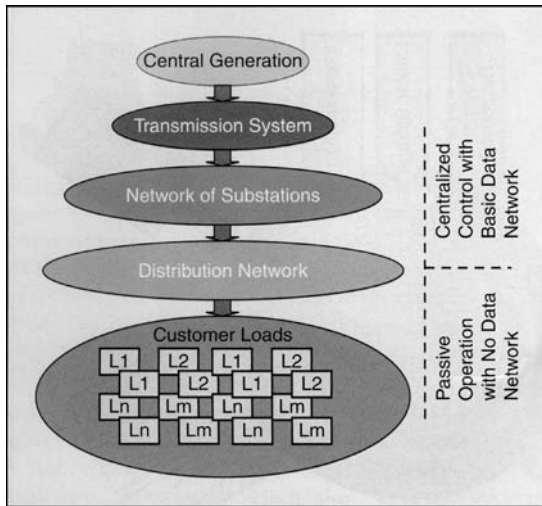 Central Generation
Transmission System
Network of Substations
Distribution Network
Customer Loads
L1 L2 L1 L2
L1 L2 L1 L2
Ln Lm Ln Lm
Ln Lm Ln Lm
Centralized
Control with
Basic Data
Network
Passive
Operation
with No Data
Network